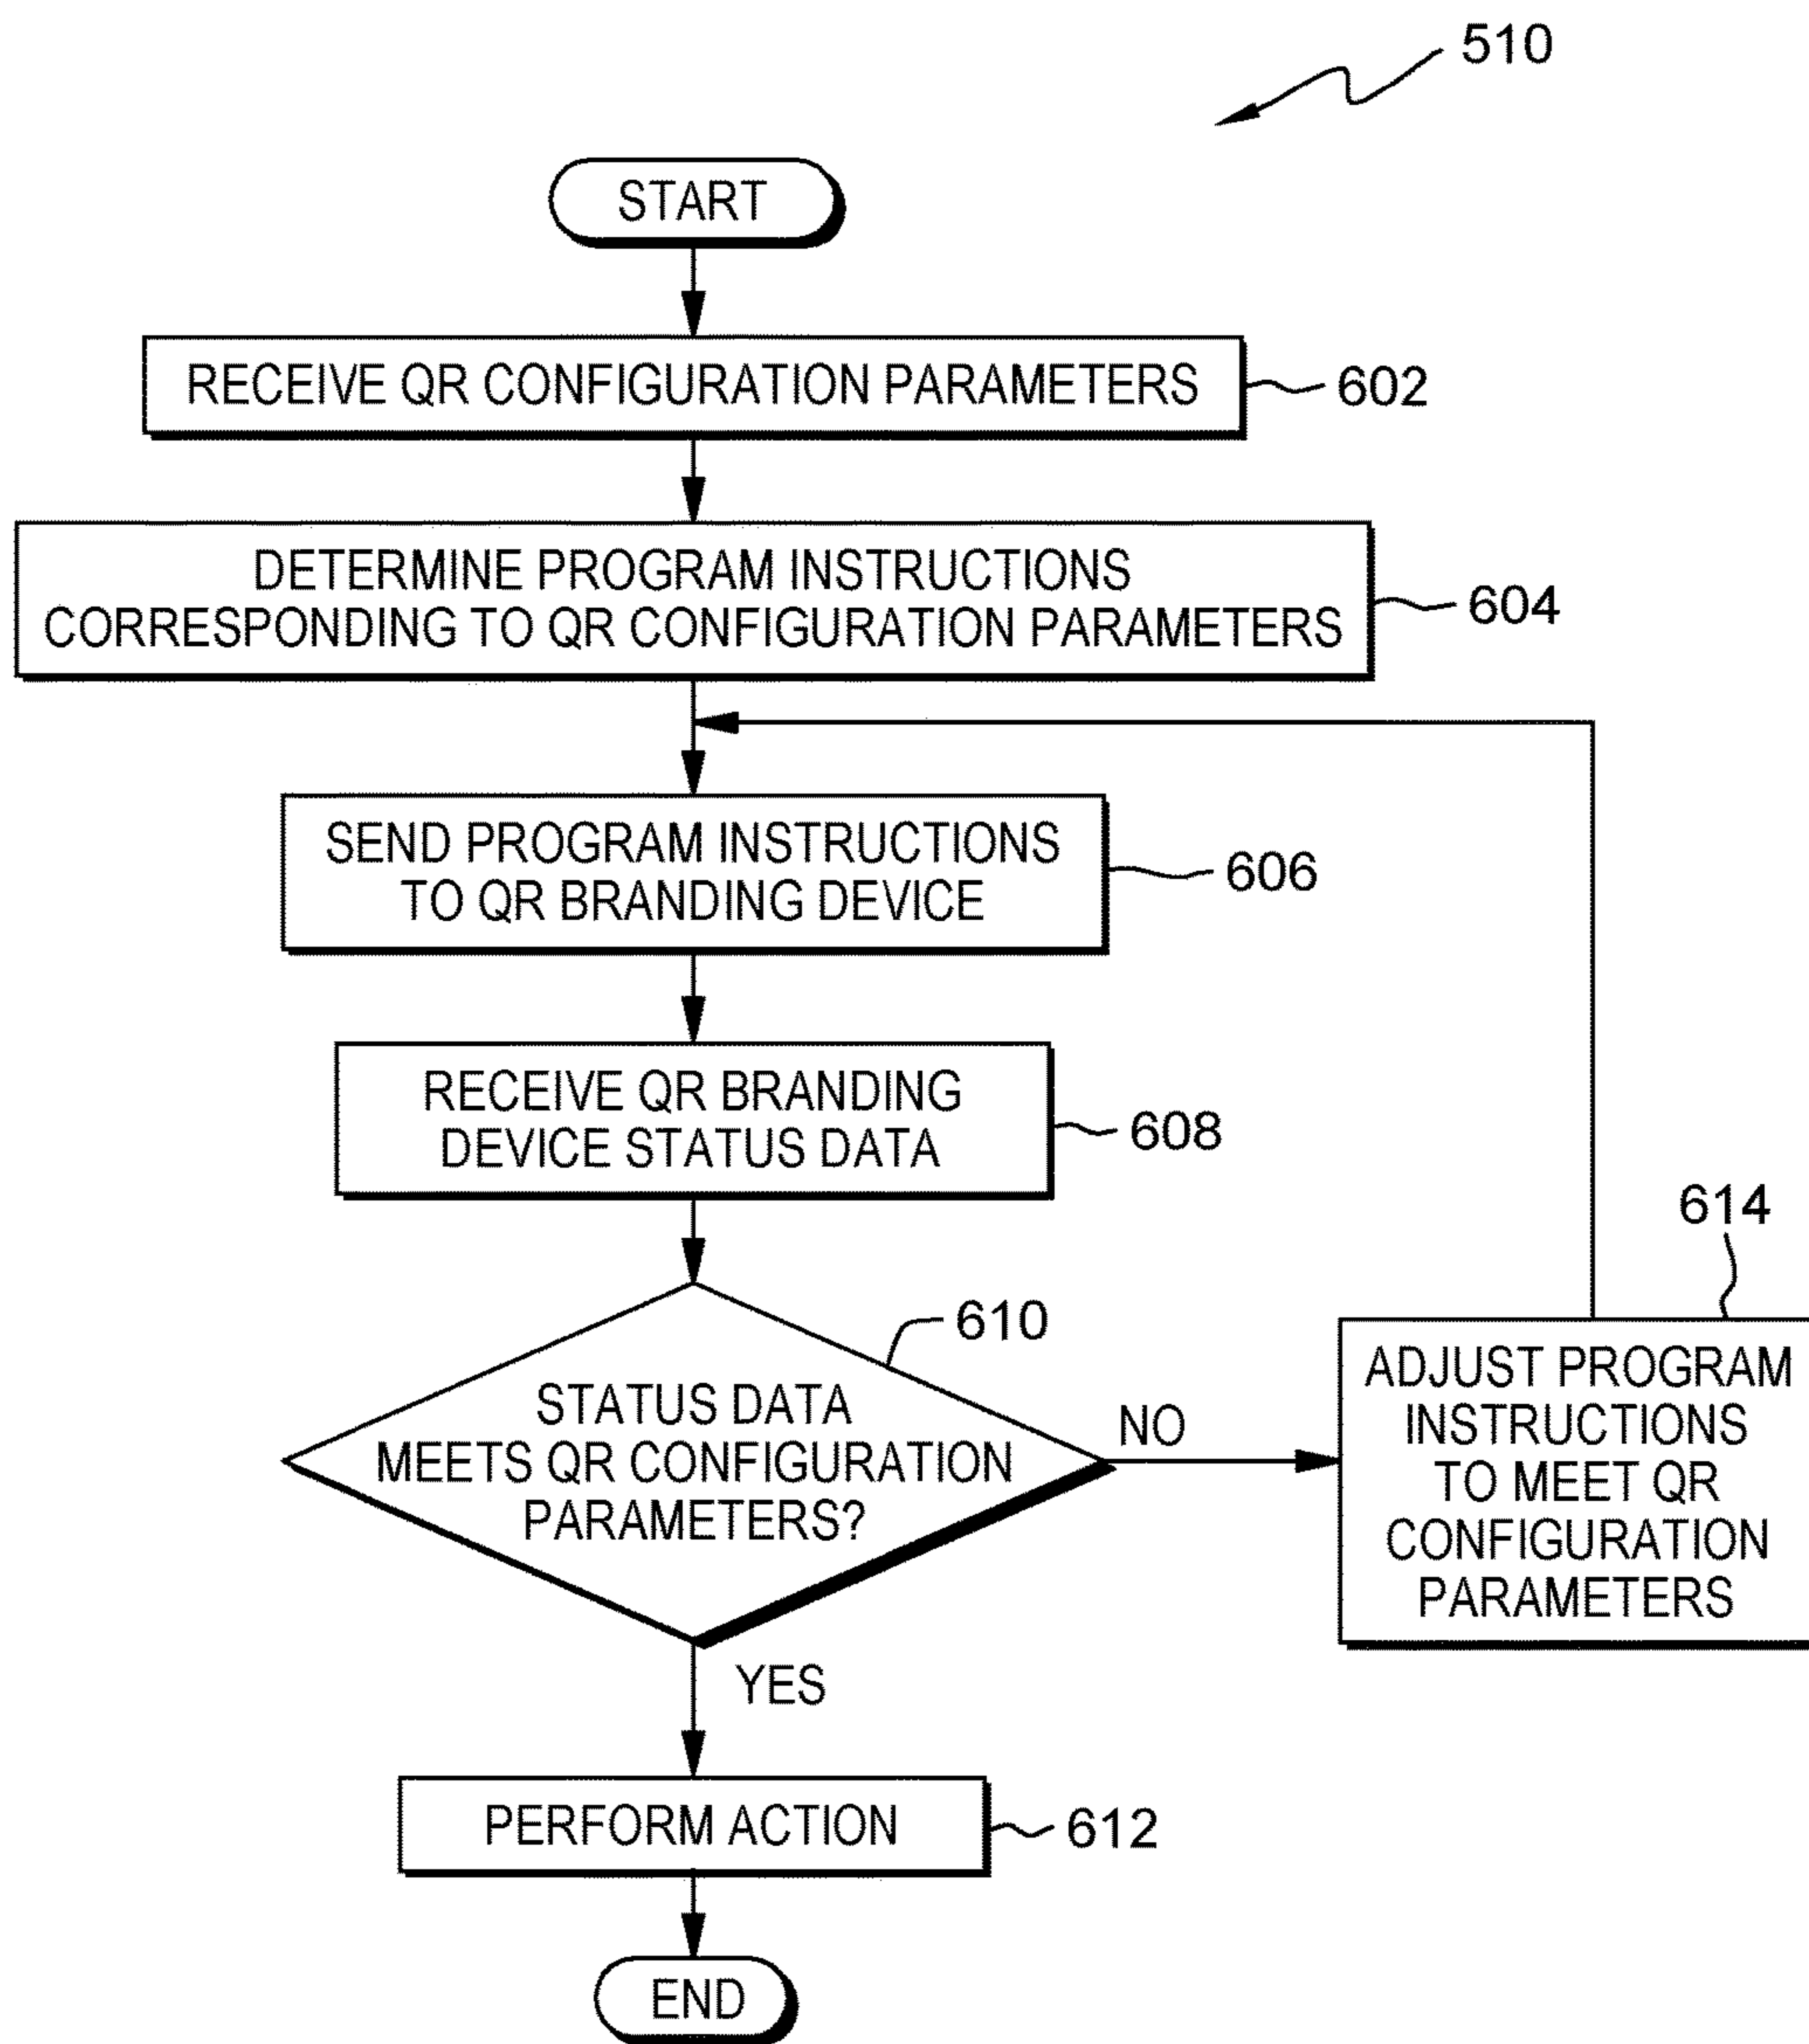 510
START
RECEIVE QR CONFIGURATION PARAMETERS
602
DETERMINE PROGRAM INSTRUCTIONS
CORRESPONDING TO QR CONFIGURATION PARAMETERS
604
SEND PROGRAM INSTRUCTIONS
TO QR BRANDING DEVICE
606
RECEIVE QR BRANDING
DEVICE STATUS DATA
608
610
STATUS DATA
MEETS QR CONFIGURATION
PARAMETERS?
NO
614
ADJUST PROGRAM
INSTRUCTIONS
TO MEET QR
CONFIGURATION
PARAMETERS
YES
PERFORM ACTION
612
END